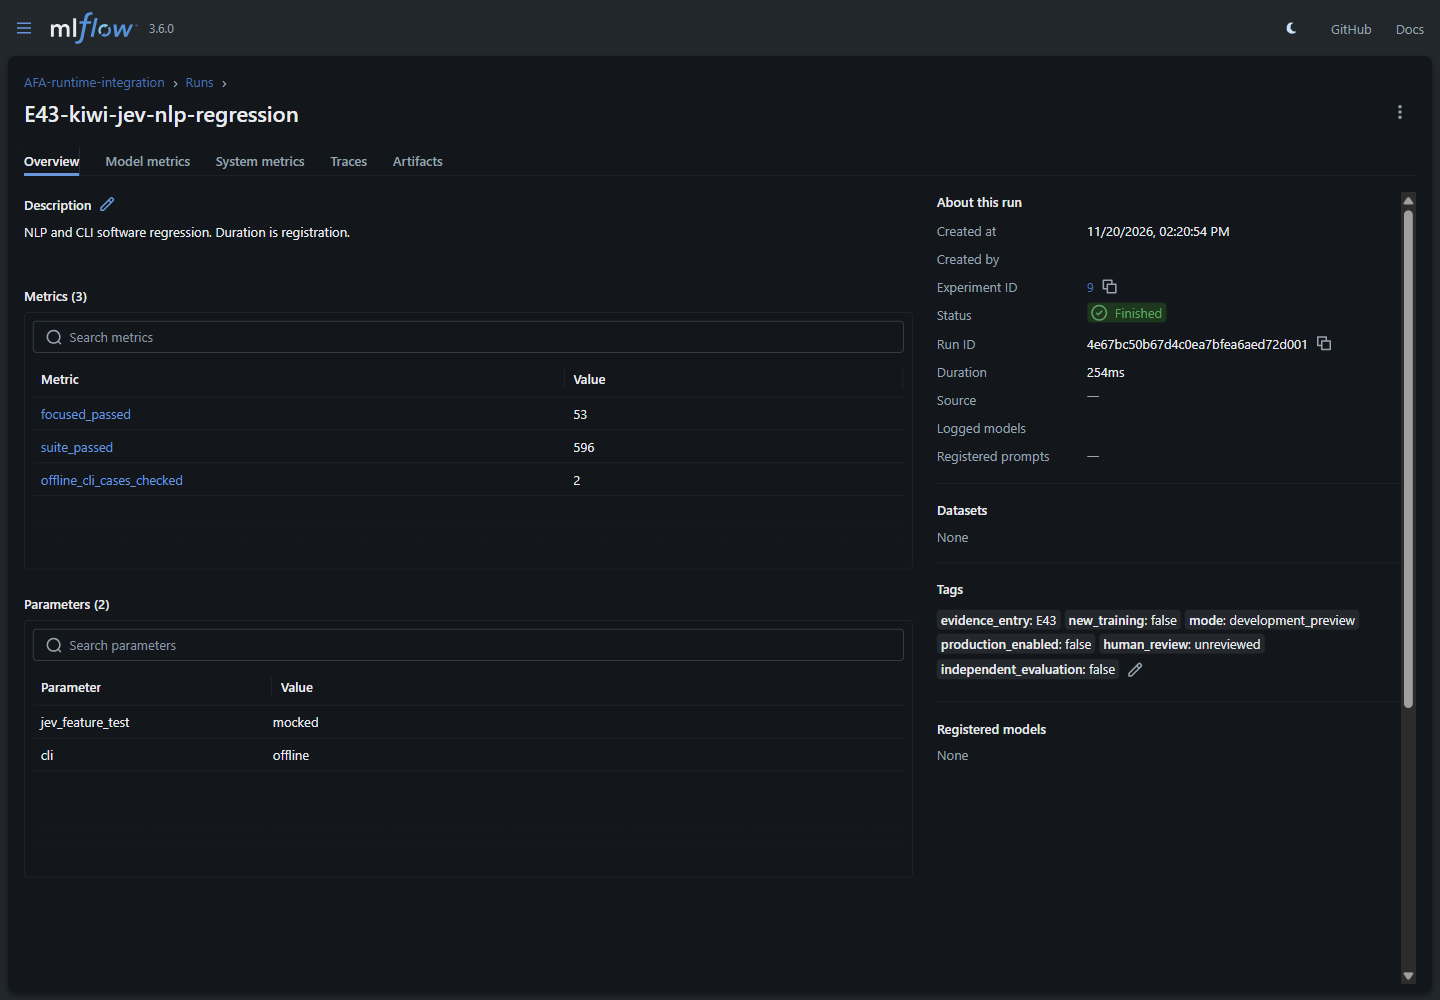 mlflow 3.6.0
GitHub Docs
AFA-runtime-integration > Runs >
E43-kiwi-jev-nlp-regression
Overview Model metrics System metrics Traces Artifacts
Description
NLP and CLI software regression. Duration is registration.
Metrics (3)
Search metrics
Metric Value
focused_passed 53
suite_passed 596
offline_cli_cases_checked 2
Parameters (2)
Search parameters
Parameter Value
jev_feature_test mocked
cli offline
About this run
Created at 11/20/2026, 02:20:54 PM
Created by
Experiment ID 9
Status Finished
Run ID 4e67bc50b67d4c0ea7bfea6aed72d001
Duration 254ms
Source —
Logged models
Registered prompts —
Datasets
None
Tags
evidence_entry: E43 new_training: false mode: development_preview
production_enabled: false human_review: unreviewed
independent_evaluation: false
Registered models
None